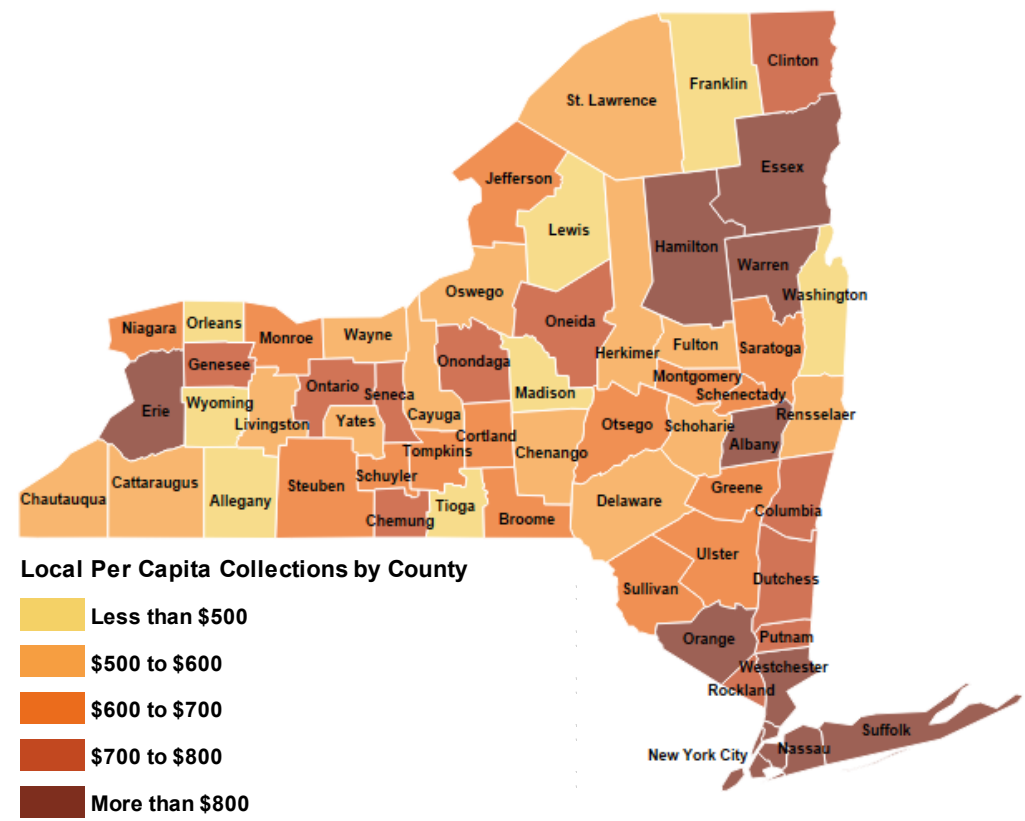 Clinton
Franklin
St. Lawrence
Essex
Jefferson
Lewis
Hamilton
Warren
Washington
Oswego
Oneida
Niagara
Orleans
Monroe
Wayne
Herkimer
Fulton
Saratoga
Genesee
Onondaga
Montgomery
Ontario
Seneca
Madison
Schenectady
Erie
Wyoming
Livingston
Yates
Cayuga
Otsego
Schoharie
Rensselaer
Albany
Cortland
Tompkins
Chenango
Chautauqua
Cattaraugus
Allegany
Steuben
Schuyler
Greene
Delaware
Tioga
Columbia
Chemung
Broome
Ulster
Local Per Capita Collections by County
Dutchess
Sullivan
Less than $500
Orange
Putnam
$500 to $600
Westchester
Rockland
$600 to $700
Suffolk
Nassau
New York City
$700 to $800
More than $800